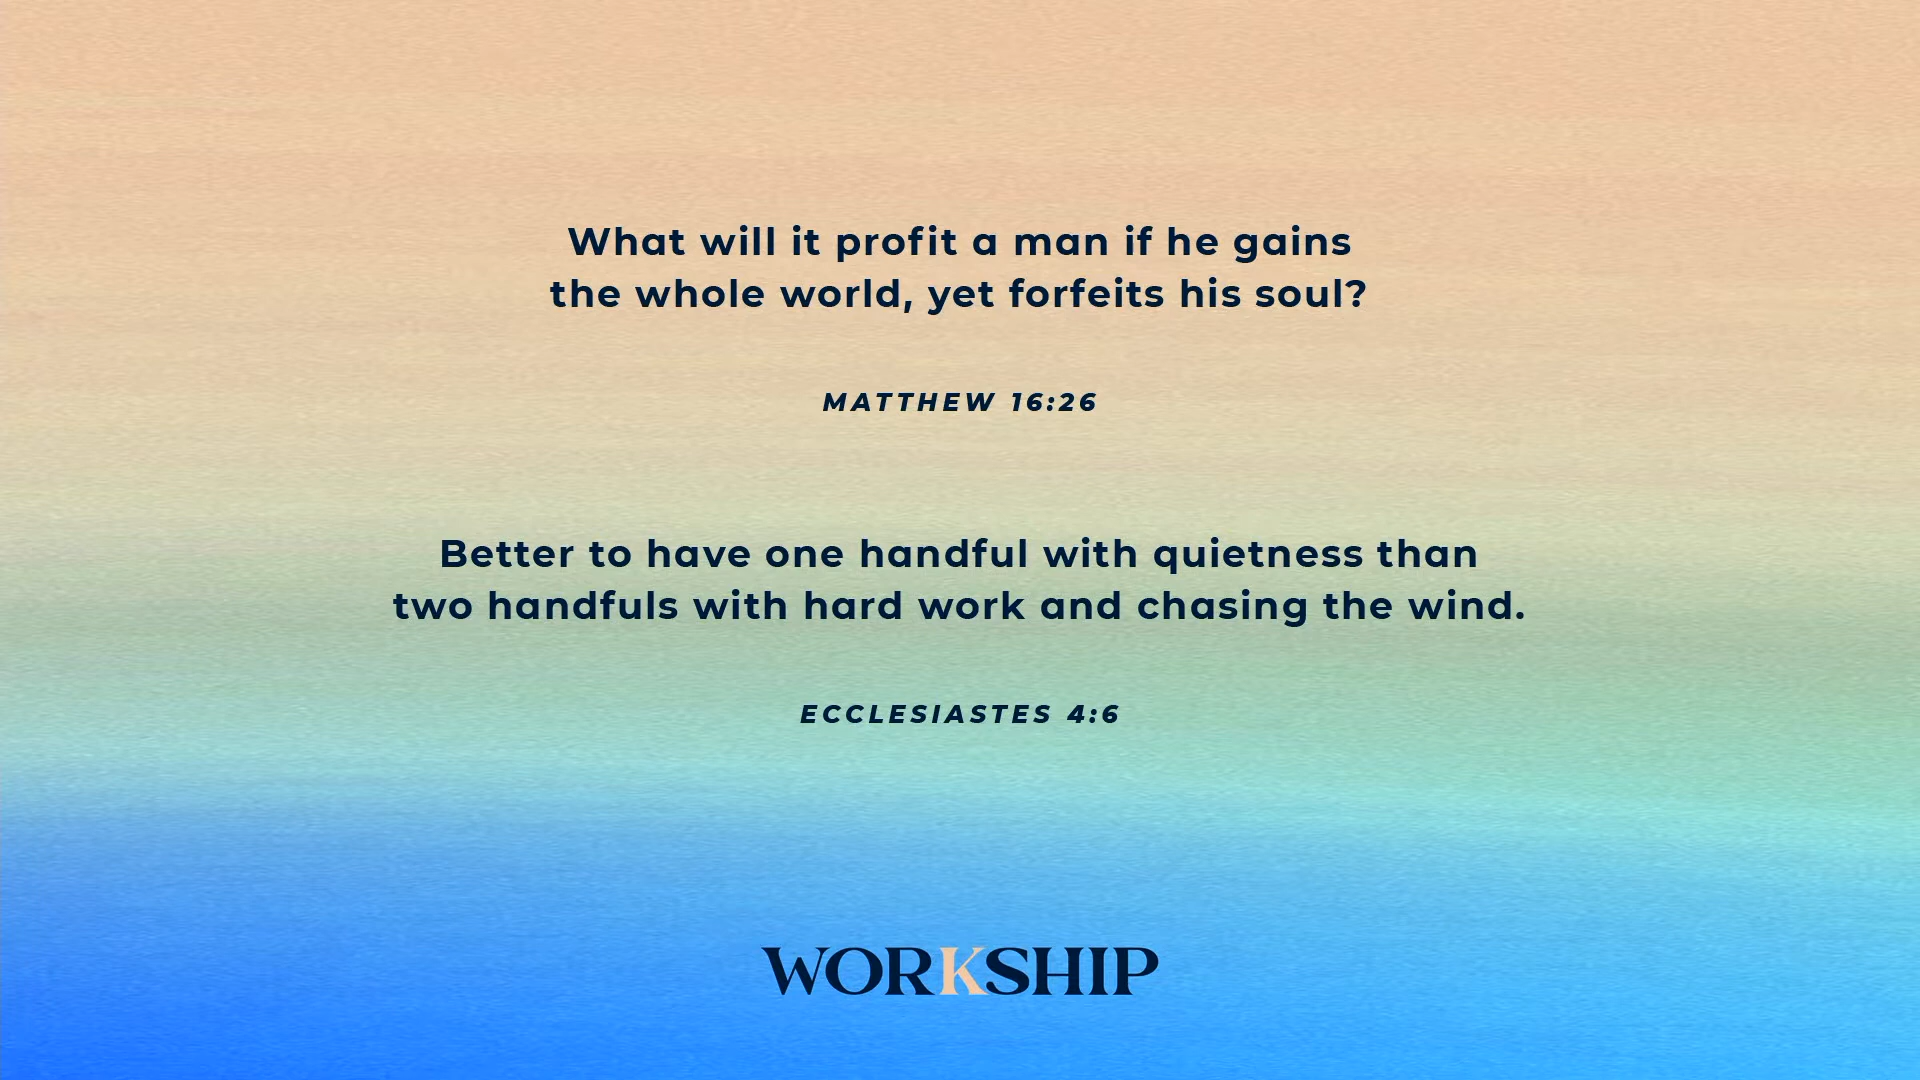 What will it profit a man if he gains
the whole world, yet forfeits his soul?
MATTHEW 16:26
Better to have one handful with quietness than
two handfuls with hard work and chasing the wind.
ECCLESIASTES 4:6
WORKSHIP